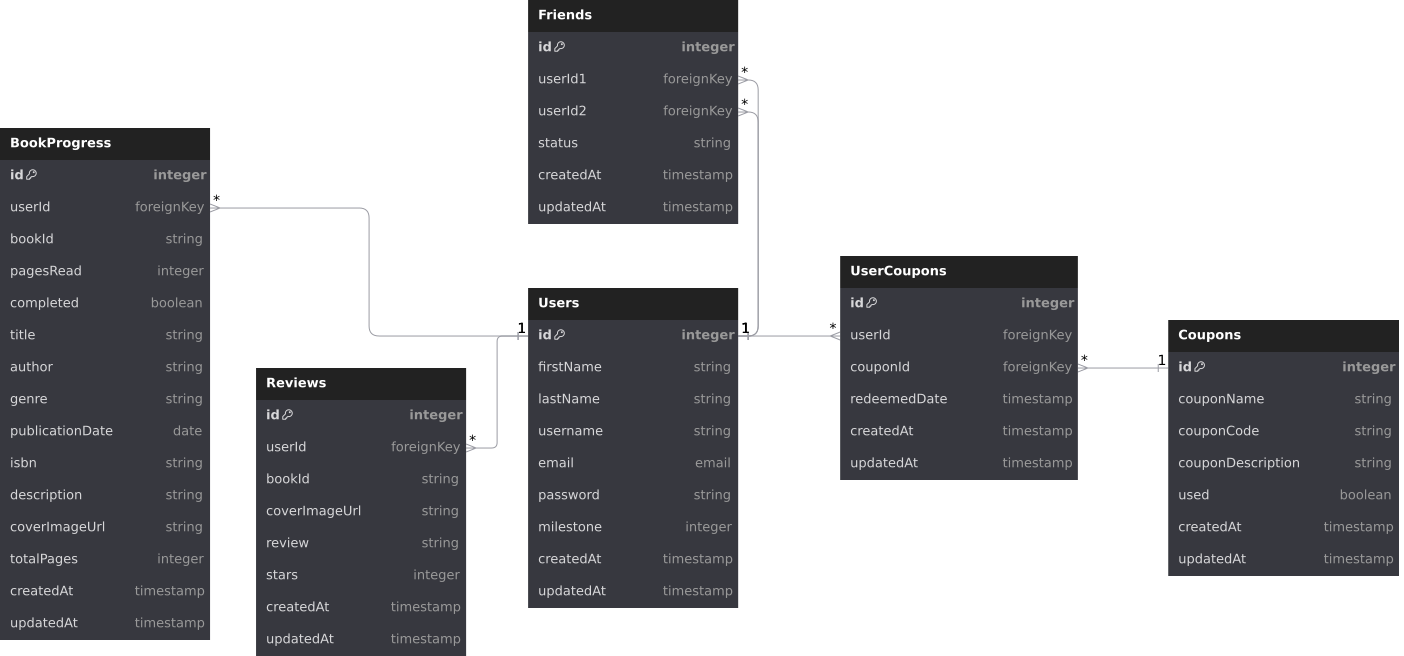 Friends
id integer
userId1 foreignKey *
userId2 foreignKey *
status string
createdAt timestamp
updatedAt timestamp
BookProgress
id integer
userId foreignKey *
bookId string
pagesRead integer
completed boolean
title string
author string
genre string
publicationDate date
isbn string
description string
coverImageUrl string
totalPages integer
createdAt timestamp
updatedAt timestamp
Reviews
id integer
userId foreignKey *
bookId string
coverImageUrl string
review string
stars integer
createdAt timestamp
updatedAt timestamp
Users
1 id integer 1
firstName string
lastName string
username string
email email
password string
milestone integer
createdAt timestamp
updatedAt timestamp
UserCoupons
id integer
* userId foreignKey
couponId foreignKey *
redeemedDate timestamp
createdAt timestamp
updatedAt timestamp
Coupons
1 id integer
couponName string
couponCode string
couponDescription string
used boolean
createdAt timestamp
updatedAt timestamp